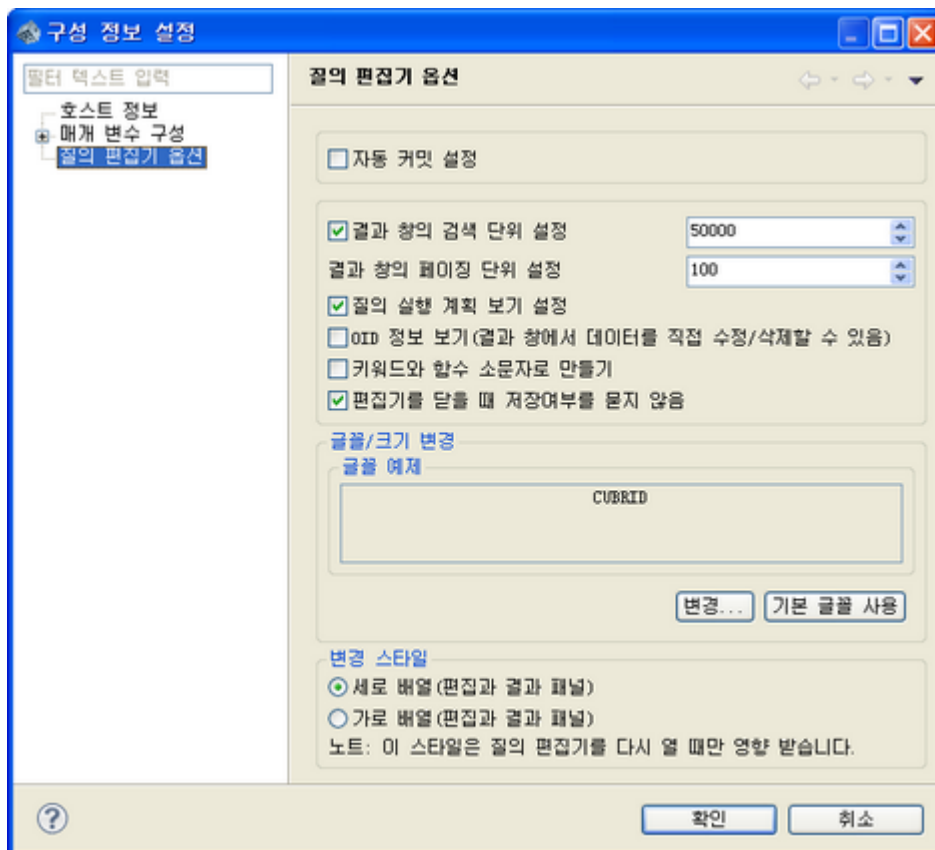 구성 정보 설정
필터 텍스트 입력
호스트 정보
매개 변수 구성
질의 편집기 옵션
질의 편집기 옵션
자동 커밋 설정
결과 창의 검색 단위 설정 50000
결과 창의 페이징 단위 설정 100
질의 실행 계획 보기 설정
OID 정보 보기(결과 창에서 데이터를 직접 수정/삭제할 수 있음)
키워드와 함수 소문자로 만들기
편집기를 닫을 때 저장여부를 묻지 않음
글꼴/크기 변경
글꼴 예제
CUBRID
변경... 기본 글꼴 사용
변경 스타일
세로 배열(편집과 결과 패널)
가로 배열(편집과 결과 패널)
노트: 이 스타일은 질의 편집기를 다시 열 때만 영향 받습니다.
확인 취소